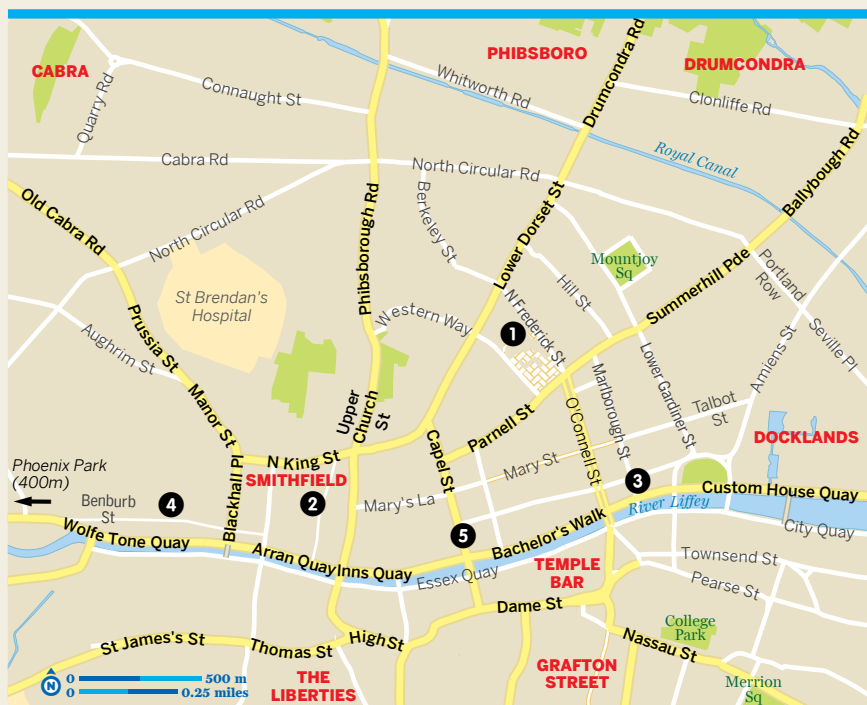 PHIBSBORO
CABRA
DRUMCONDRA
Drumcondra Rd
Whitworth Rd
Connaught St
Clonliffe Rd
Quarry Rd
Royal Canal
Cabra Rd
North Circular Rd
Ballybough Rd
Old Cabra Rd
Berkeley St
Phibsborough Rd
Lower Dorset St
North Circular Rd
Mountjoy
Sq
Portland
Row
Hill St
Summerhill Pde
St Brendan's
Hospital
Prussia St
Western Way
N Frederick St
1
Seville Pl
Aughrim St
Amiens St
Lower Gardiner St
Marlborough St
Manor St
Upper
Church
St
Parnell St
O'Connell St
Talbot
St
Capel St
DOCKLANDS
N King St
Mary St
Phoenix Park
(400m)
Blackhall Pl
SMITHFIELD
2
Mary's La
3
Custom House Quay
River Liffey
Benburb
St
4
5
Bachelor's Walk
City Quay
Wolfe Tone Quay
Arran Quay
Inns Quay
Essex Quay
TEMPLE
BAR
Townsend St
Pearse St
Dame St
College
Park
St James's St
Thomas St
High St
Nassau St
THE
LIBERTIES
GRAFTON
STREET
Merrion
Sq
N
0 500 m
0 0.25 miles